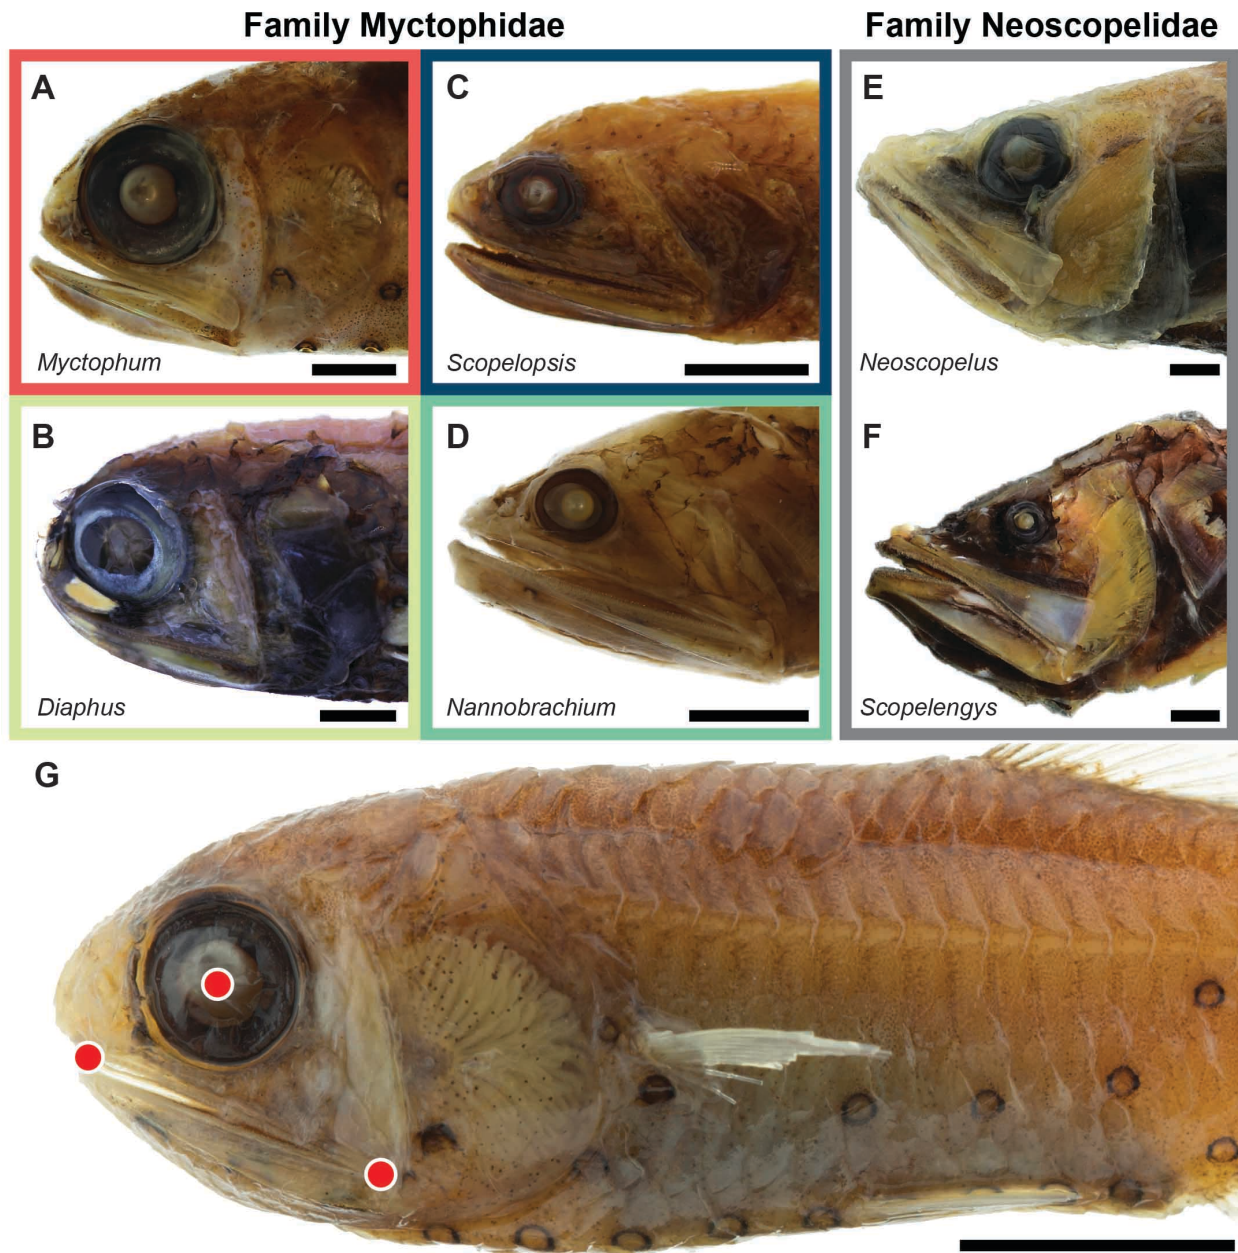 Family Myctophidae
Family Neoscopelidae
A
Myctophum
C
Scopelopsis
E
Neoscopelus
B
Diaphus
D
Nannobrachium
F
Scopelengys
G